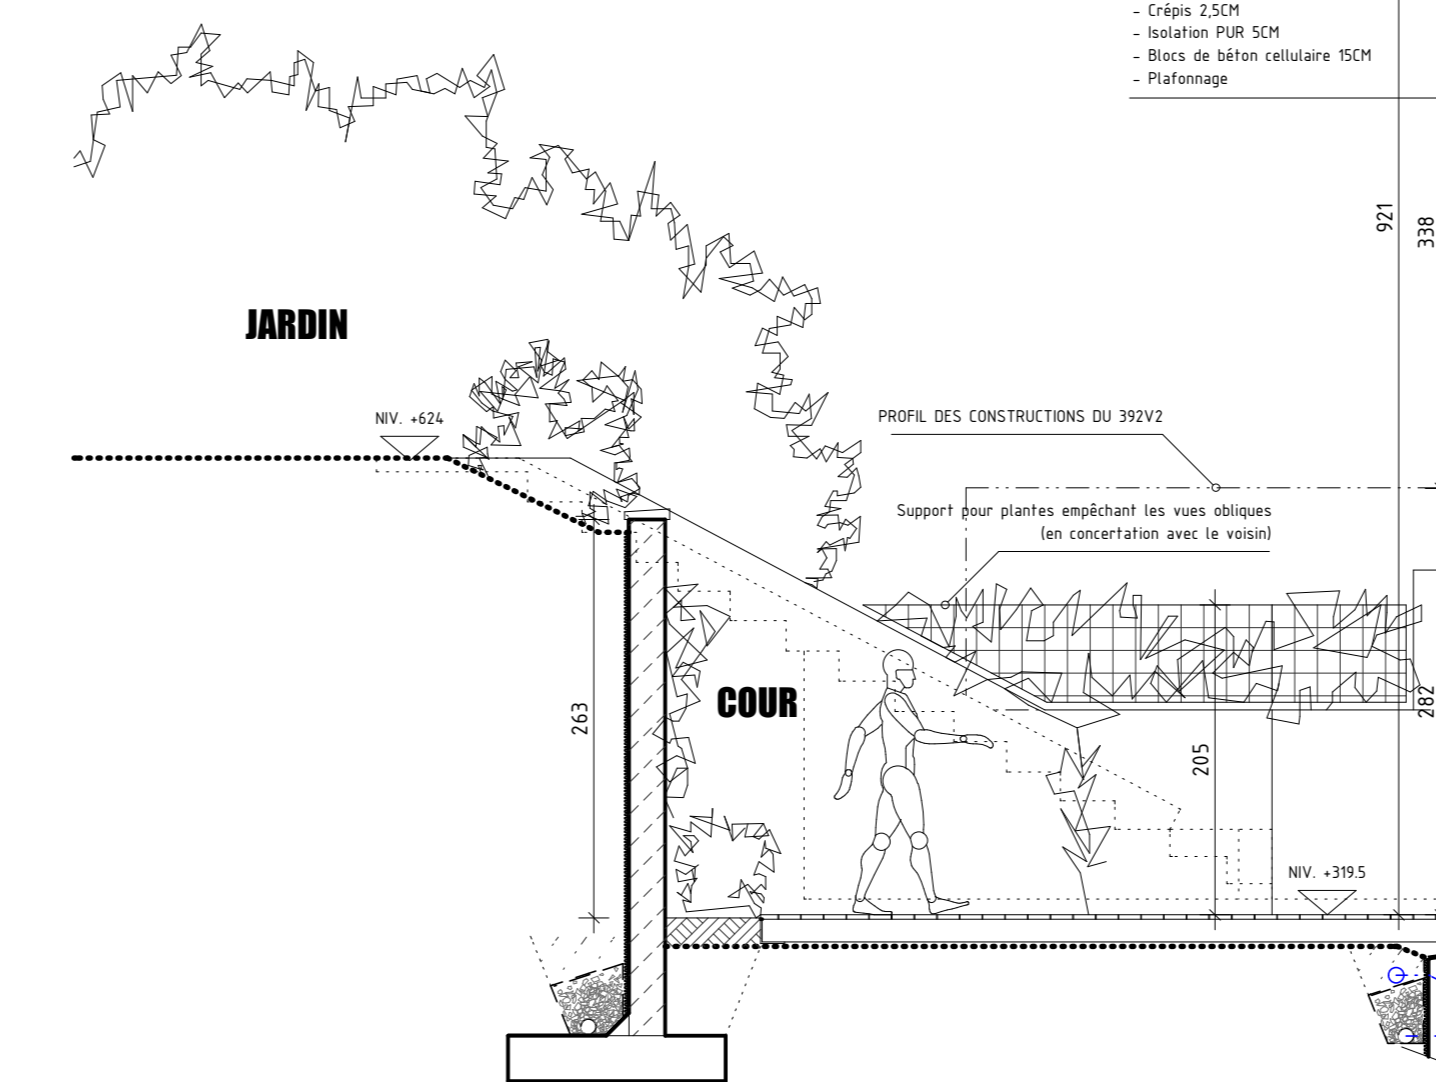 - Crépis 2,5CM
- Isolation PUR 5CM
- Blocs de béton cellulaire 15CM
- Plafonnage
921
338
JARDIN
NIV. +624
PROFIL DES CONSTRUCTIONS DU 392V2
Support pour plantes empêchant les vues obliques
(en concertation avec le voisin)
263
COUR
282
205
NIV. +319.5